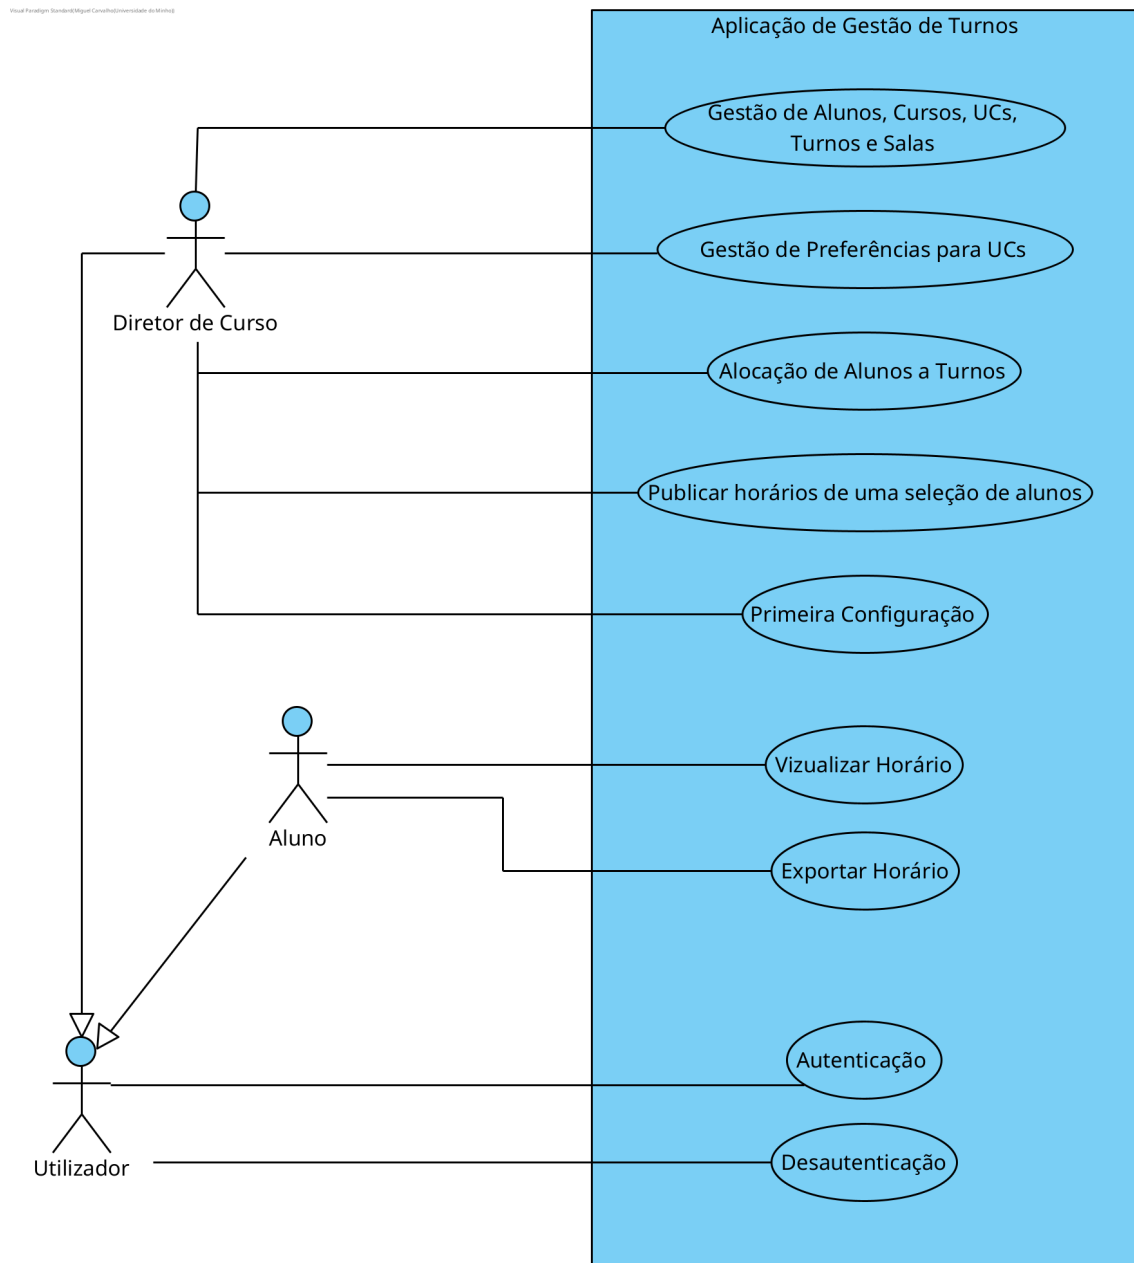 Visual Paradigm Standard(Miguel Carvalho(Universidade do Minho))
Aplicação de Gestão de Turnos
Gestão de Alunos, Cursos, UCs,
Turnos e Salas
Gestão de Preferências para UCs
Diretor de Curso
Alocação de Alunos a Turnos
Publicar horários de uma seleção de alunos
Primeira Configuração
Vizualizar Horário
Aluno
Exportar Horário
Autenticação
Utilizador
Desautenticação